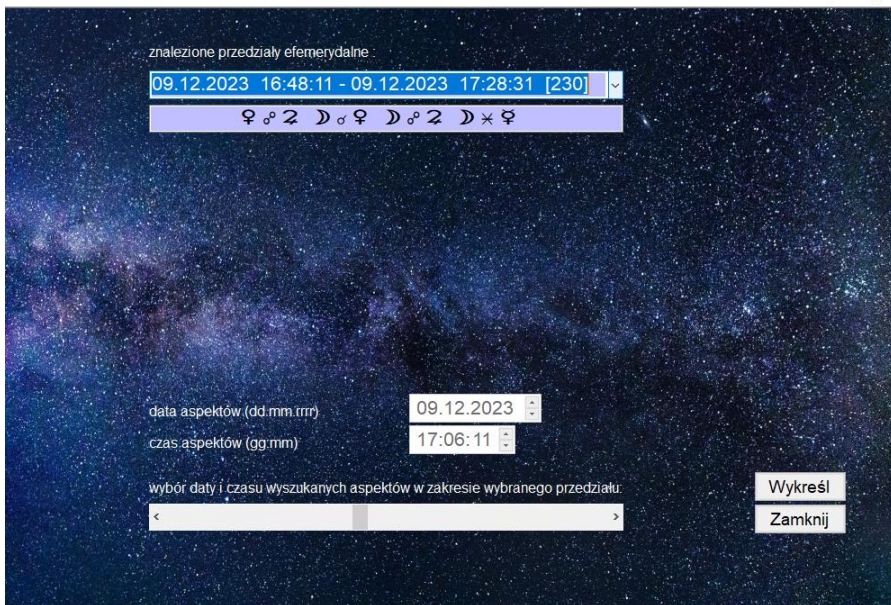 znalezione przedziały efemerydalne :
09.12.2023 16:48:11 - 09.12.2023 17:28:31 [230]
♀ ☍ ⚳ ☽ ☌ ♀ ☽ ☍ ⚳ ☽ ⚹ ☿
data aspektów (dd.mm.rrrr)
09.12.2023
czas aspektów (gg:mm)
17:06:11
wybór daty i czasu wyszukanych aspektów w zakresie wybranego przedziału:
Wykreśl
Zamknij